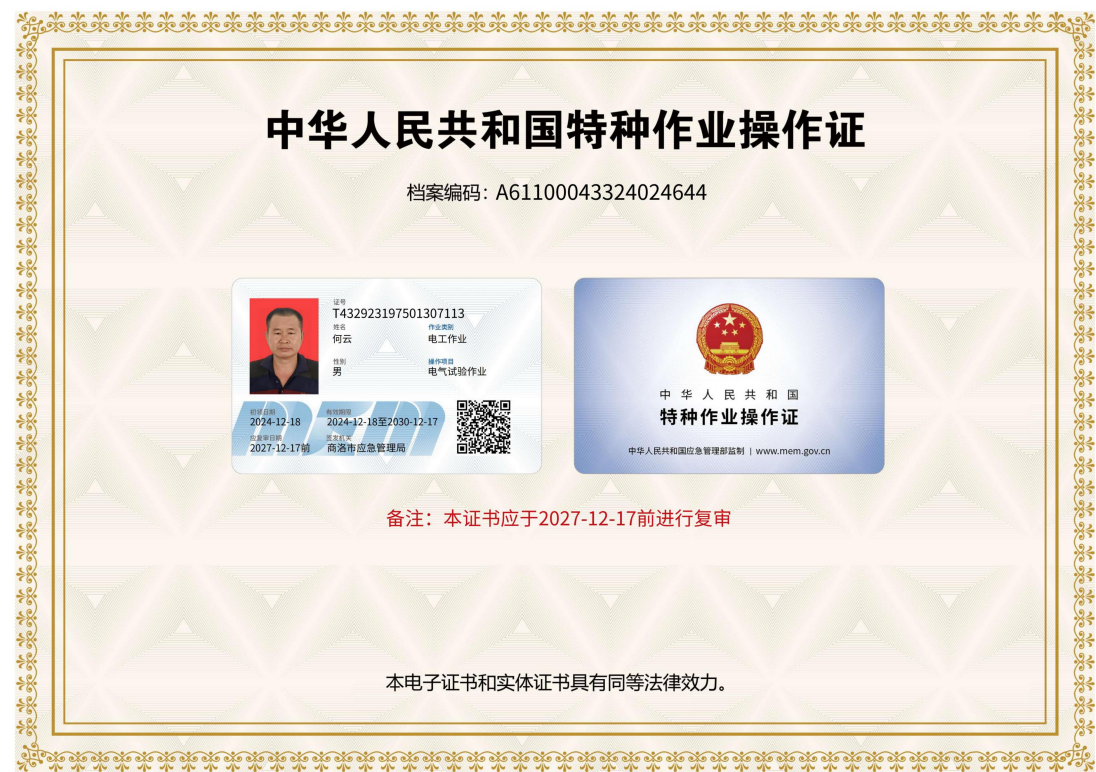 中华人民共和国特种作业操作证
档案编码：A61100043324024644
证号
T432923197501307113
姓名
何云
作业类别
电工作业
性别
男
操作项目
电气试验作业
初领日期
2024-12-18
有效期限
2024-12-18至2030-12-17
应复审日期
2027-12-17前
签发机关
商洛市应急管理局
中华人民共和国
特种作业操作证
中华人民共和国应急管理部监制 | www.mem.gov.cn
备注：本证书应于2027-12-17前进行复审
本电子证书和实体证书具有同等法律效力。